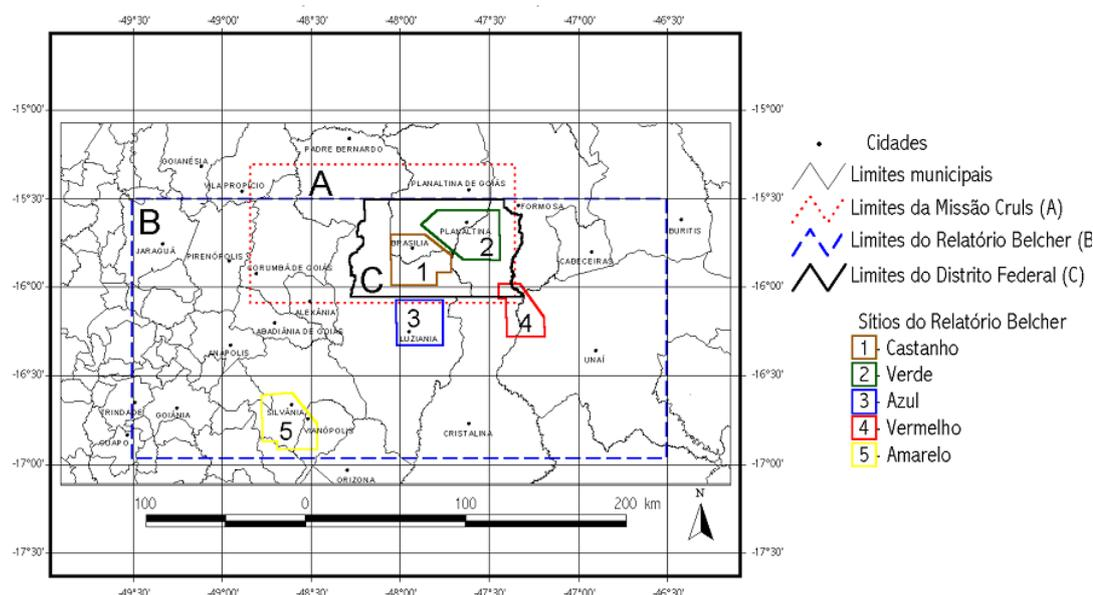 -49°30' -49°00' -48°30' -48°00' -47°30' -47°00' -46°30'
-15°00' -15°00'
PADRE BERNARDO
GOIANÉSIA
A
VILA PROPÍCIO
PLANALTINA DE GOIÁS
-15°30' -15°30'
FORMOSA
B
BURITIS
PLANALTINA
BRASILIA
2
JARAGUÁ
PIRENÓPOLIS
CABECEIRAS
CORUMBÁ DE GOIÁS
1
C
-16°00' -16°00'
ALEXÂNIA
3
4
ABADIÂNIA DE GOIÁS
LUZIANIA
ANAPOLIS
UNAÍ
-16°30' -16°30'
TRINDADE
GOIÂNIA
SILVÂNIA
5
VIANÓPOLIS
CRISTALINA
GUAPO
-17°00' -17°00'
ORIZONA
100 0 100 200 km
N
-17°30' -17°30'
-49°30' -49°00' -48°30' -48°00' -47°30' -47°00' -46°30'
Cidades
Limites municipais
Limites da Missão Cruls (A)
Limites do Relatório Belcher (B
Limites do Distrito Federal (C)
Sítios do Relatório Belcher
1 - Castanho
2 - Verde
3 - Azul
4 - Vermelho
5 - Amarelo